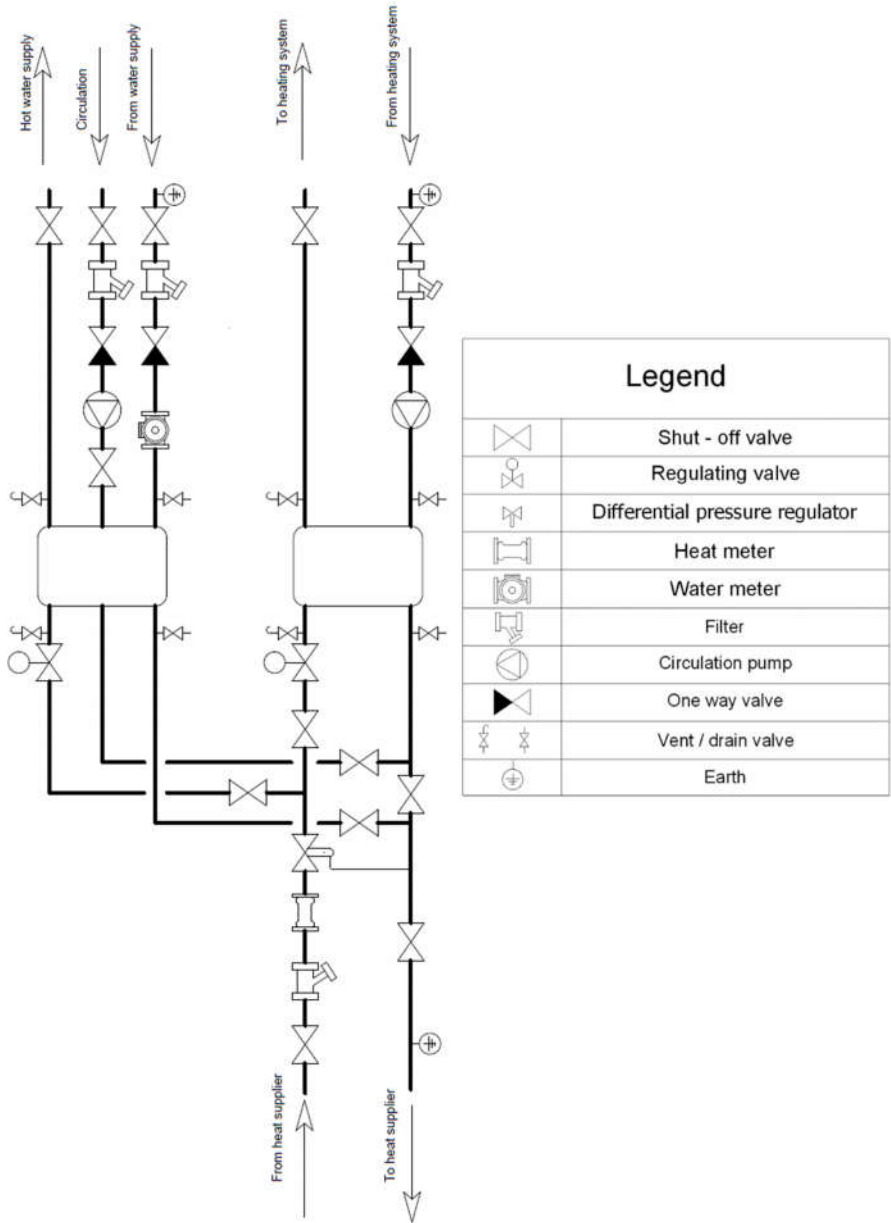 Hot water supply
Circulation
From water supply
To heating system
From heating system
Legend
Shut - off valve
Regulating valve
Differential pressure regulator
Heat meter
Water meter
Filter
Circulation pump
One way valve
Vent / drain valve
Earth
From heat supplier
To heat supplier